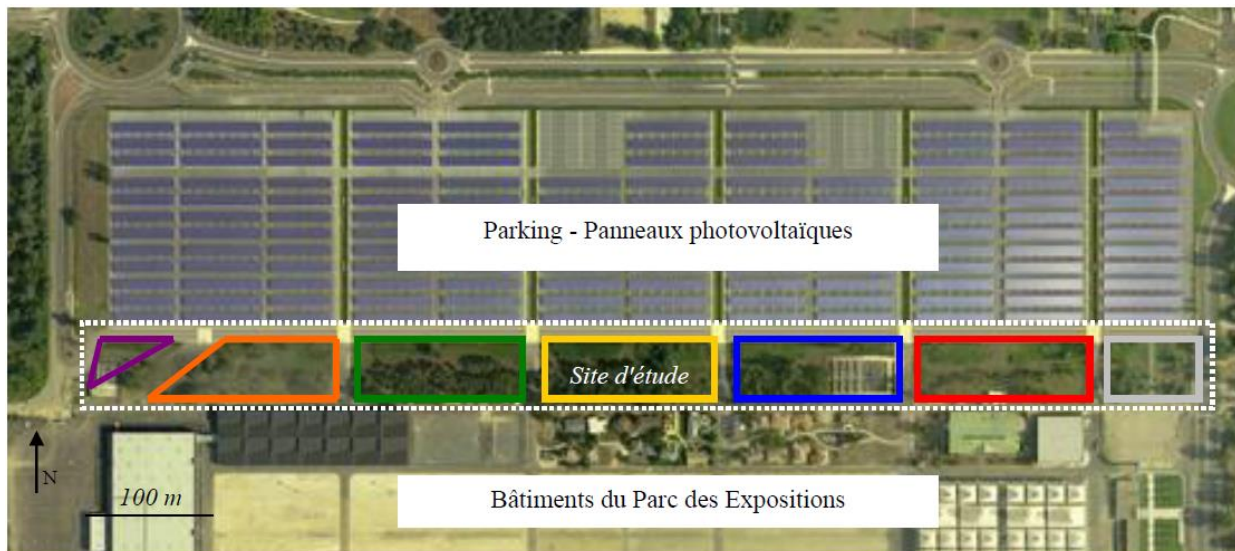 Parking - Panneaux photovoltaïques
Site d'étude
N
100 m
Bâtiments du Parc des Expositions